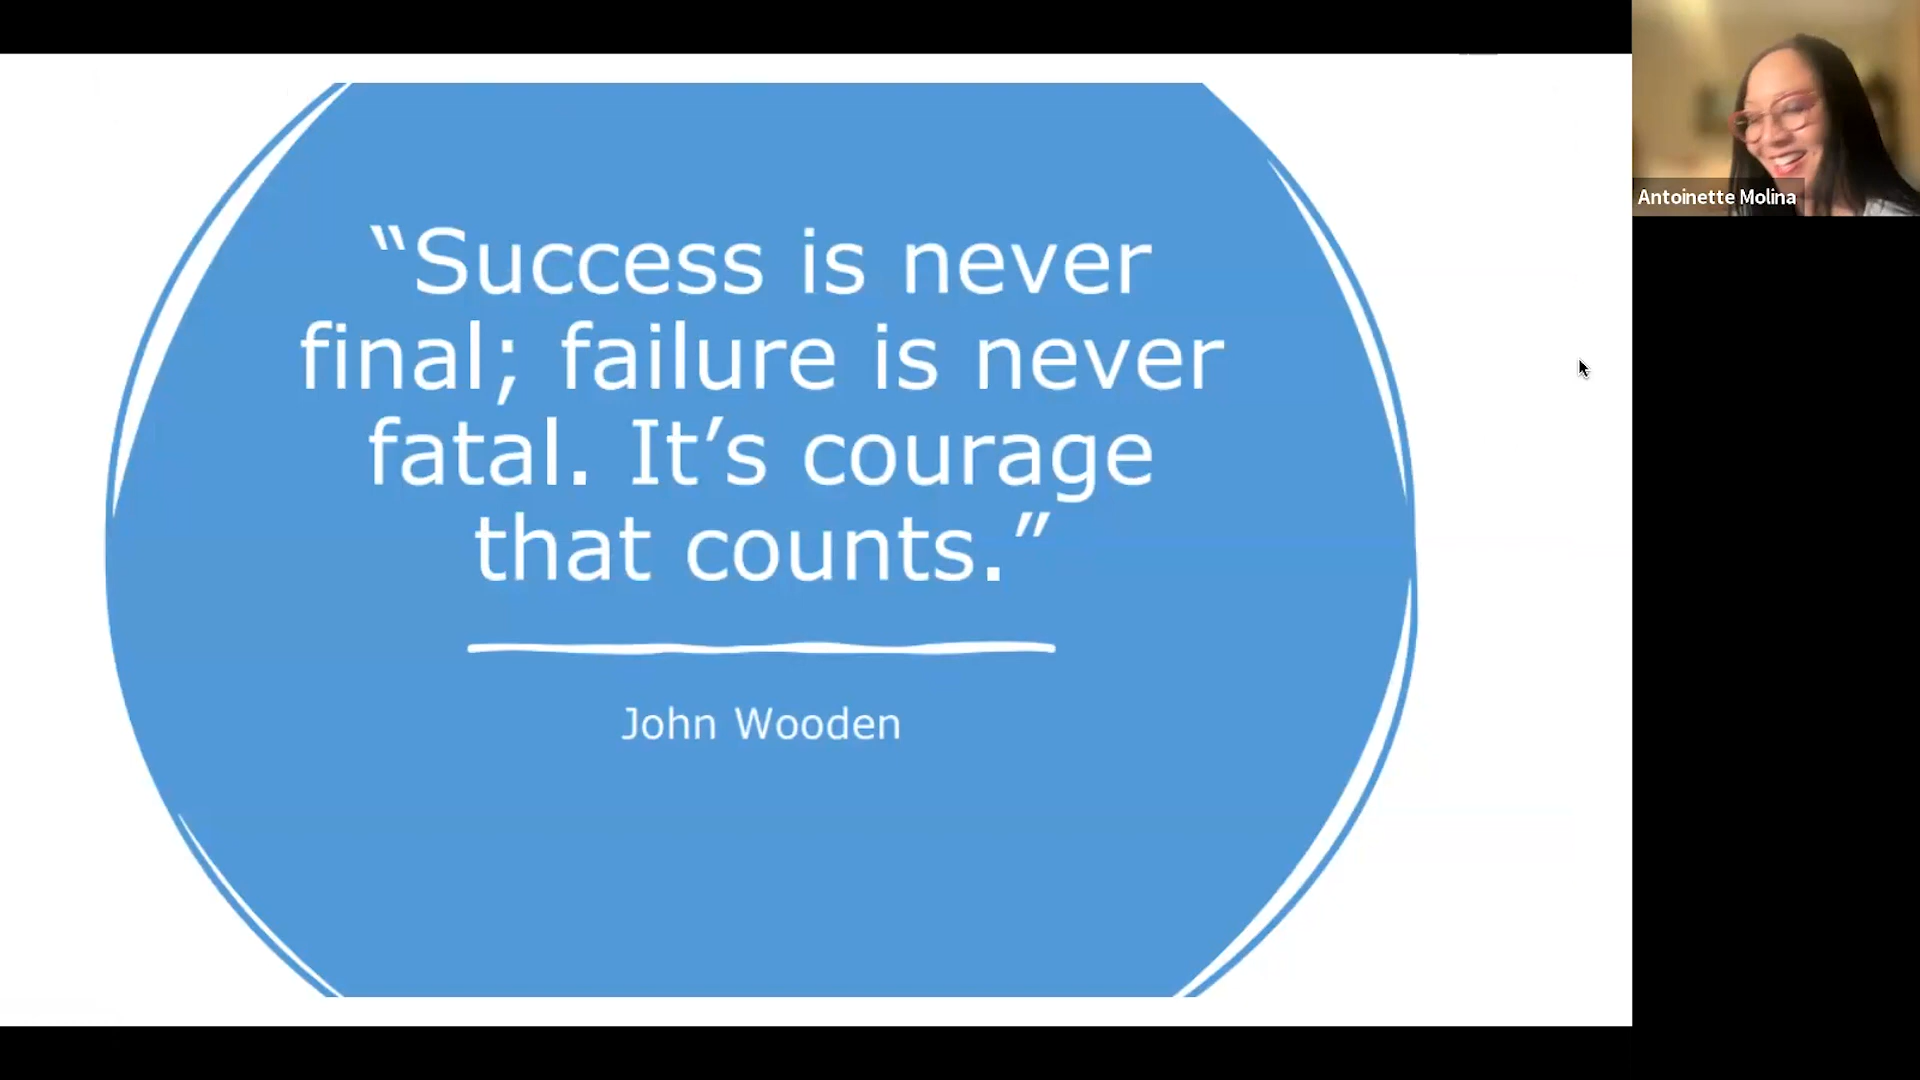 “Success is never
final; failure is never
fatal. It’s courage
that counts.”
John Wooden
Antoinette Molina